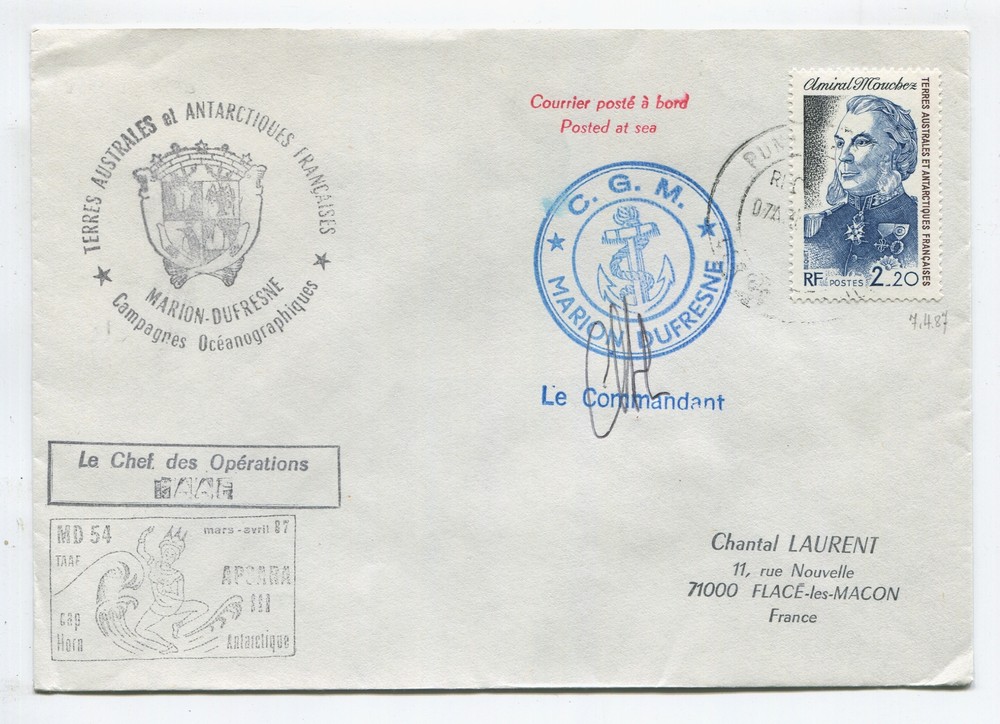 TERRES AUSTRALES et ANTARCTIQUES FRANÇAISES
MARION-DUFRESNE
Campagnes Océanographiques
Courrier posté à bord
Posted at sea
C. G. M.
MARION DUFRESNE
Le Commandant
Amiral Mouchez
TERRES AUSTRALES ET ANTARCTIQUES FRANÇAISES
RF POSTES 2.20
PUN
7.4.87
Le Chef des Opérations
TAAF
MD 54
mars-avril 87
TAAF
APSARA
III
Cap
Horn
Antarctique
Chantal LAURENT
11, rue Nouvelle
71000 FLACÉ-les-MACON
France